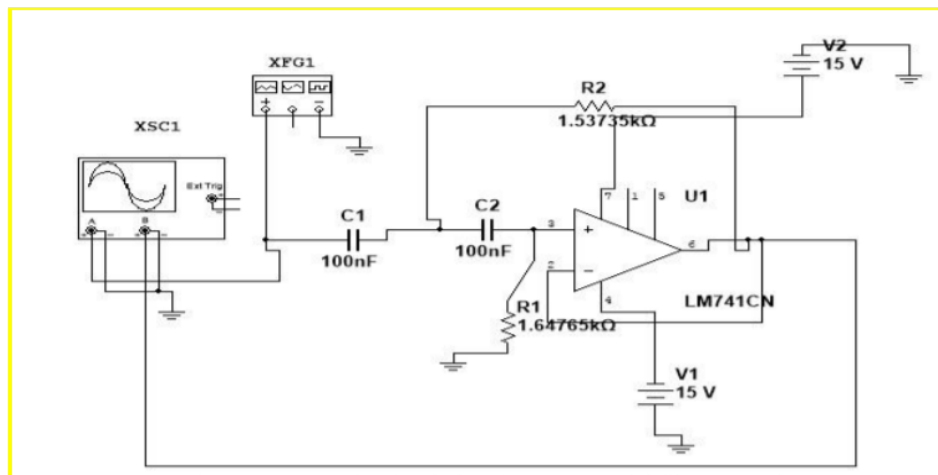 V2
15 V
XFG1
R2
1.53735kΩ
XSC1
Ext Trig
7
1
5
U1
A
B
C1
100nF
C2
100nF
3
2
6
4
LM741CN
R1
1.64765kΩ
V1
15 V